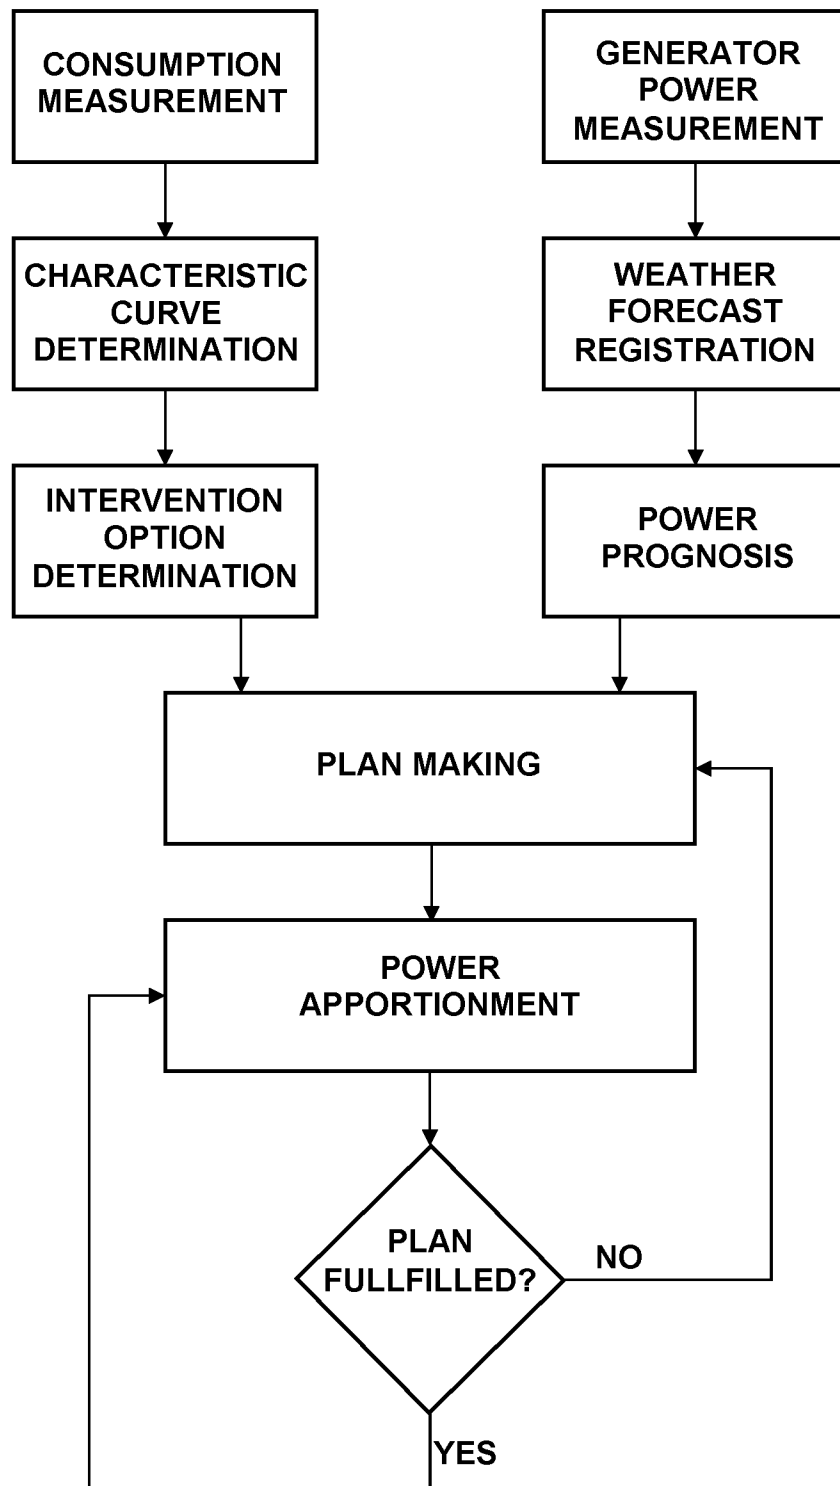 CONSUMPTION
MEASUREMENT
GENERATOR
POWER
MEASUREMENT
CHARACTERISTIC
CURVE
DETERMINATION
WEATHER
FORECAST
REGISTRATION
INTERVENTION
OPTION
DETERMINATION
POWER
PROGNOSIS
PLAN MAKING
POWER
APPORTIONMENT
PLAN
FULLFILLED?
NO
YES